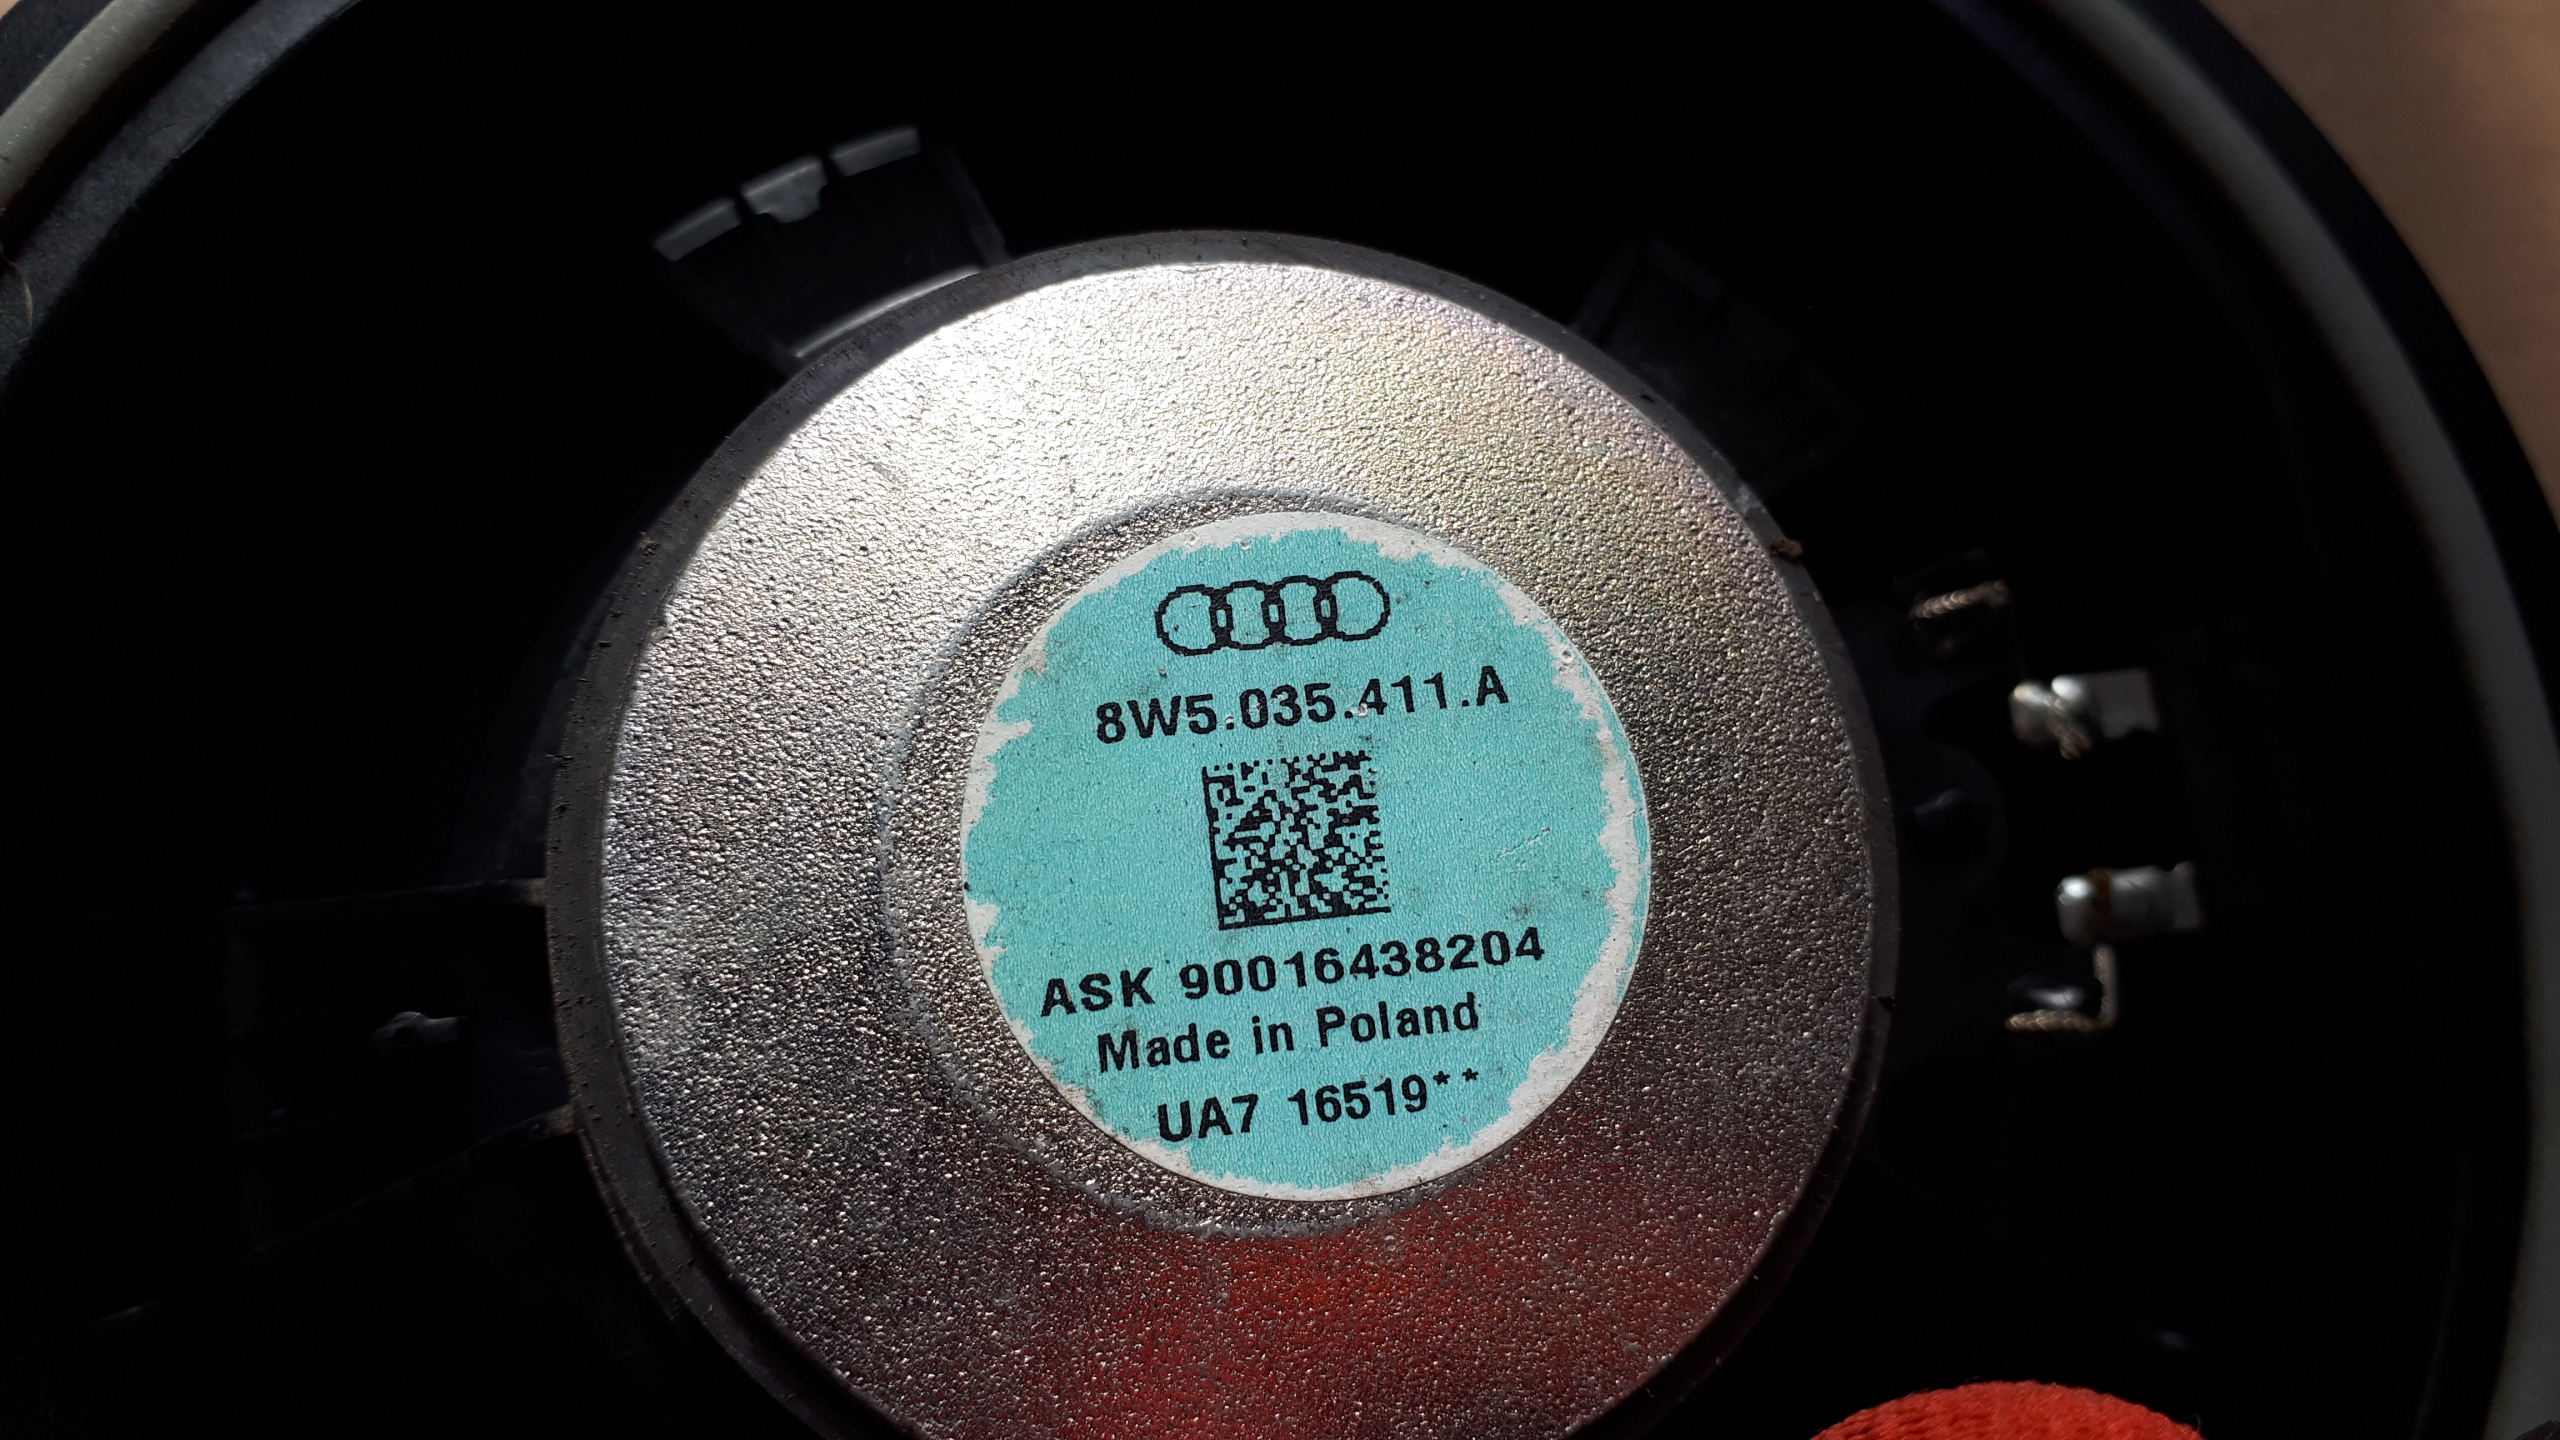 8W5.035.411.A
ASK 90016438204
Made in Poland
UA7 16519**